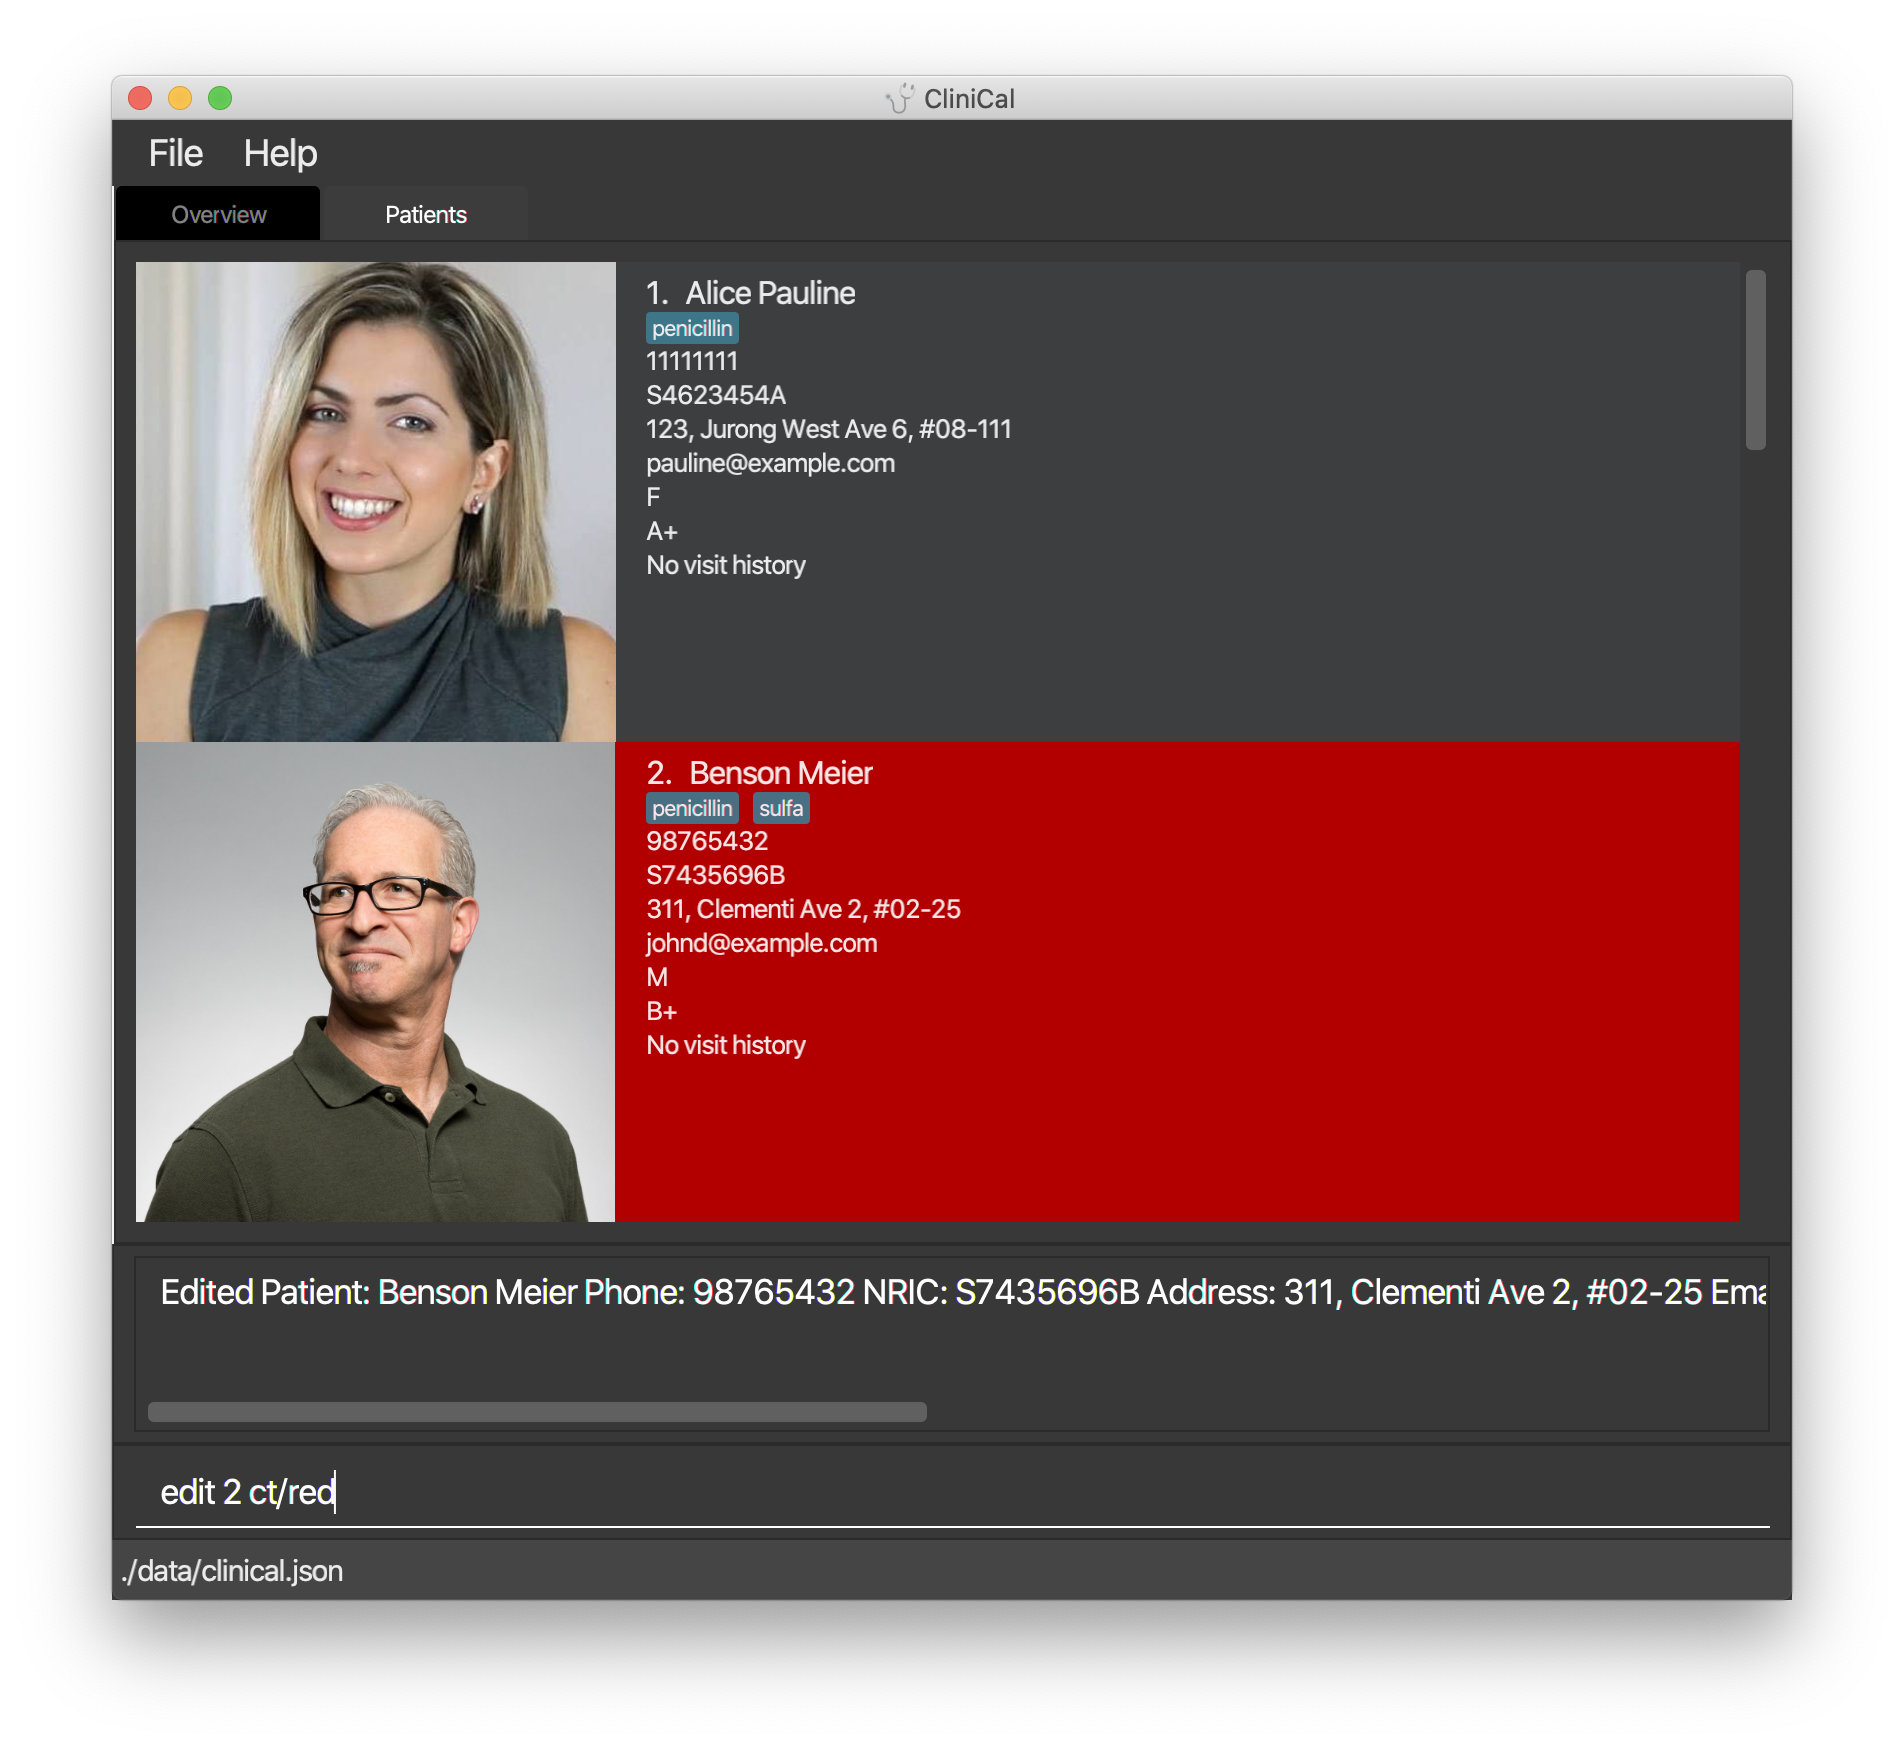 CliniCal
File Help
Overview Patients
1. Alice Pauline
penicillin
11111111
S4623454A
123, Jurong West Ave 6, #08-111
pauline@example.com
F
A+
No visit history
2. Benson Meier
penicillin sulfa
98765432
S7435696B
311, Clementi Ave 2, #02-25
johnd@example.com
M
B+
No visit history
Edited Patient: Benson Meier Phone: 98765432 NRIC: S7435696B Address: 311, Clementi Ave 2, #02-25 Ema
edit 2 ct/red
./data/clinical.json